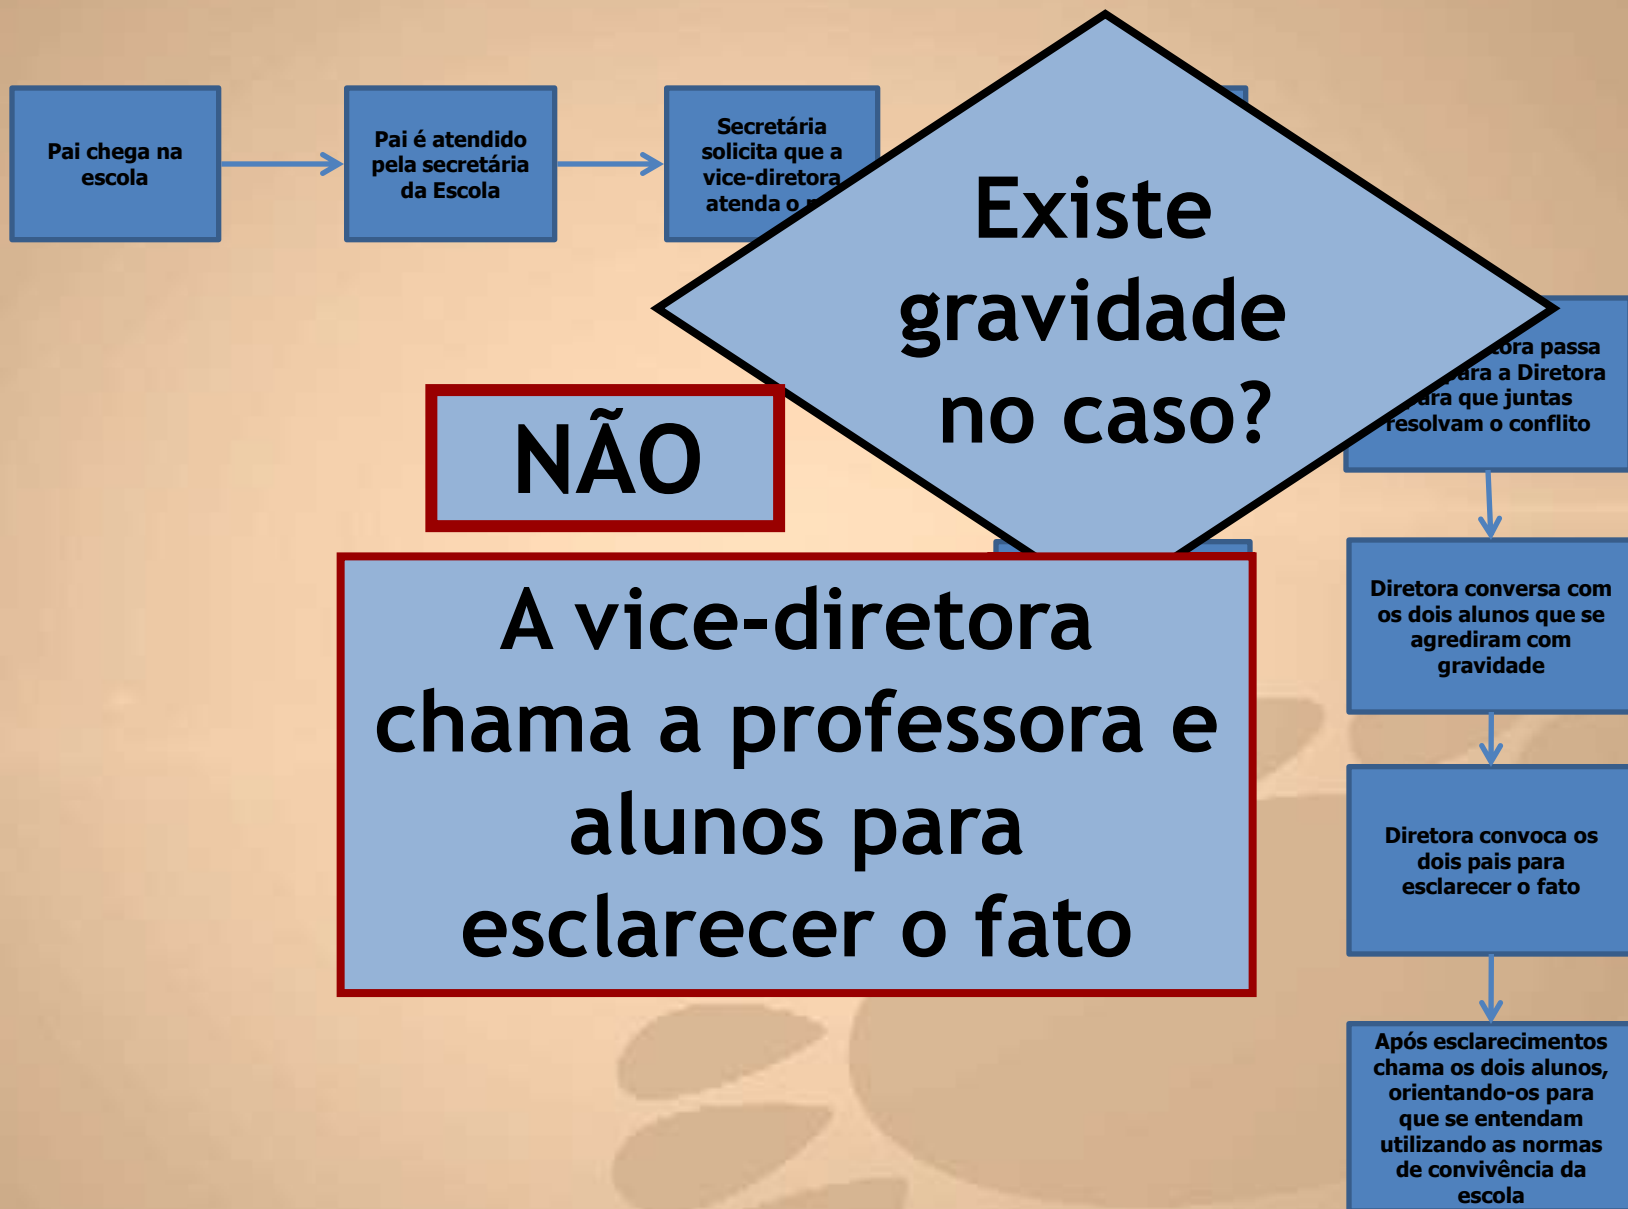 Pai chega na
escola
Pai é atendido
pela secretária
da Escola
Secretária
solicita que a
vice-diretora
atenda o
Existe
gravidade
no caso?
NÃO
A vice-diretora
chama a professora e
alunos para
esclarecer o fato
passa
para a Diretora
para que juntas
resolvam o conflito
Diretora conversa com
os dois alunos que se
agrediram com
gravidade
Diretora convoca os
dois pais para
esclarecer o fato
Após esclarecimentos
chama os dois alunos,
orientando-os para
que se entendam
utilizando as normas
de convivência da
escola